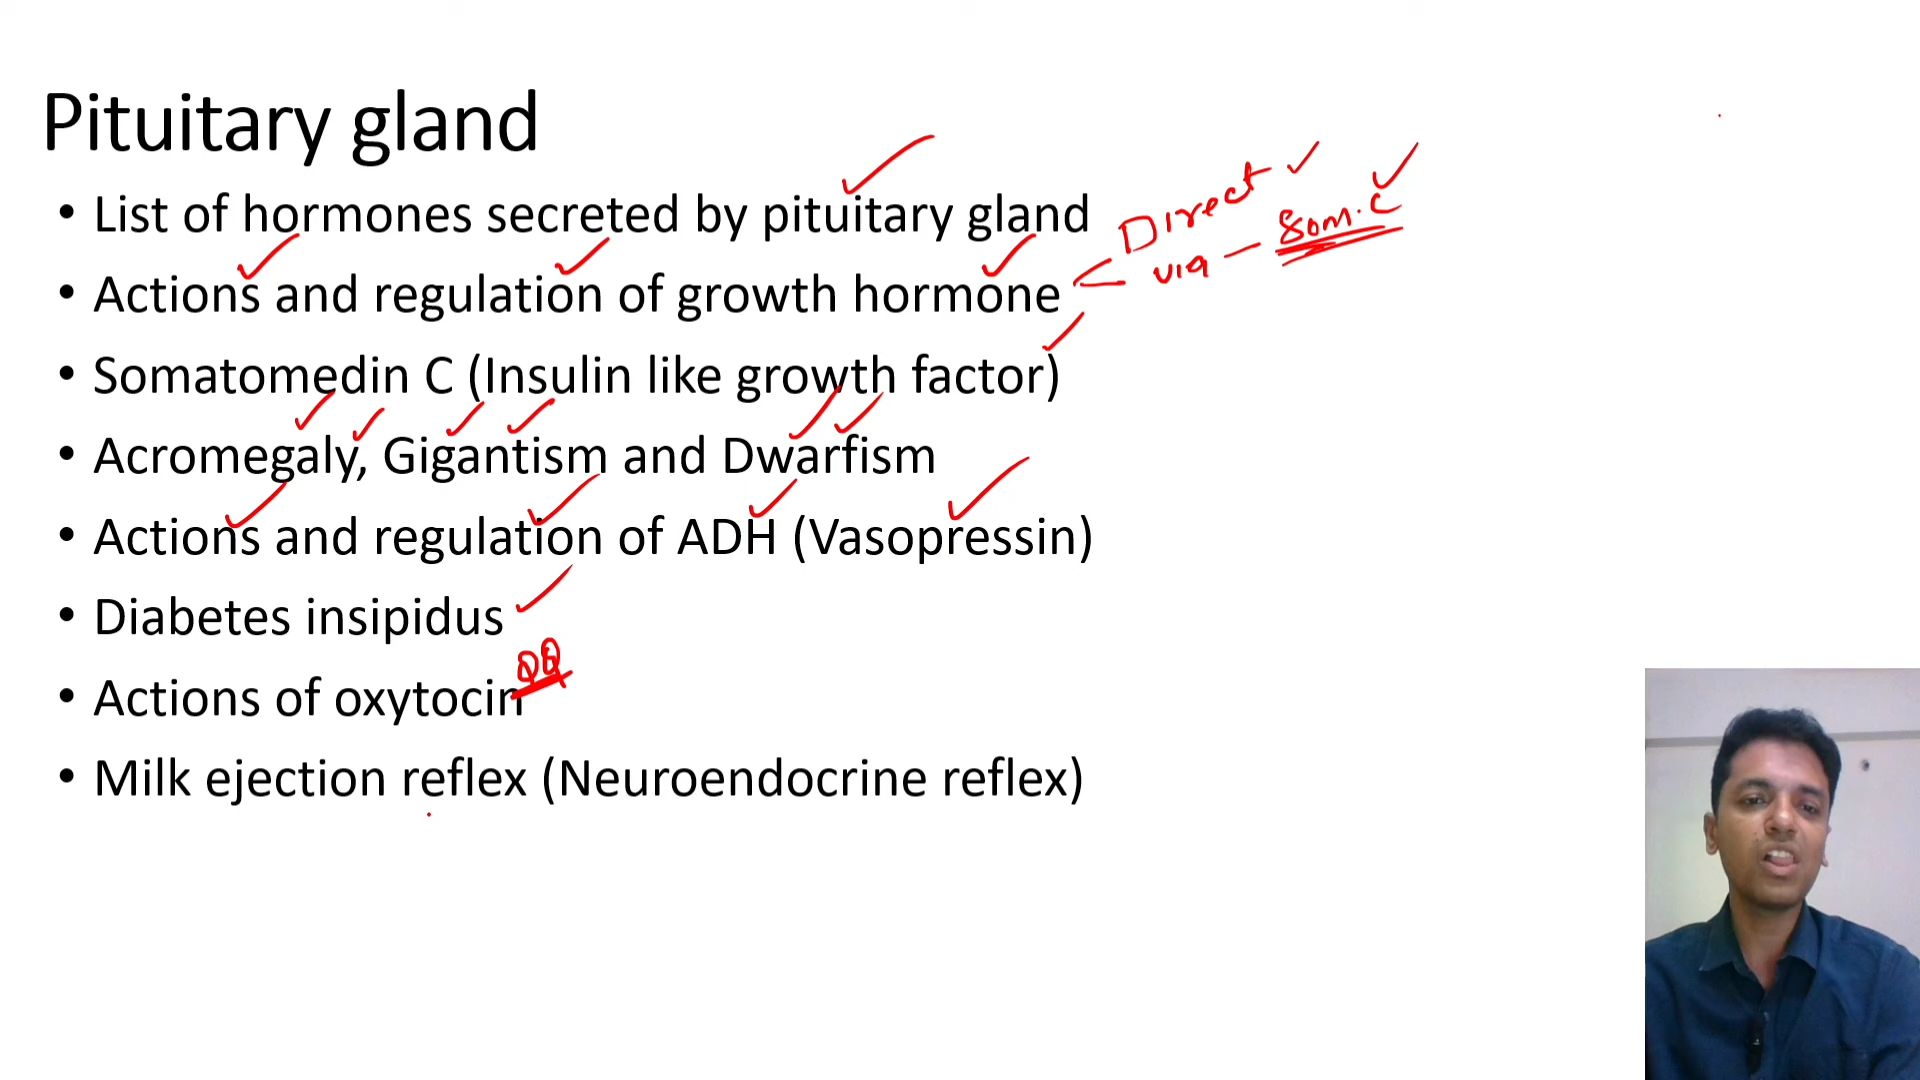 Pituitary gland
• List of hormones secreted by pituitary gland
Direct
• Actions and regulation of growth hormone
via - Som. C
• Somatomedin C (Insulin like growth factor)
• Acromegaly, Gigantism and Dwarfism
• Actions and regulation of ADH (Vasopressin)
• Diabetes insipidus
• Actions of oxytocin
• Milk ejection reflex (Neuroendocrine reflex)